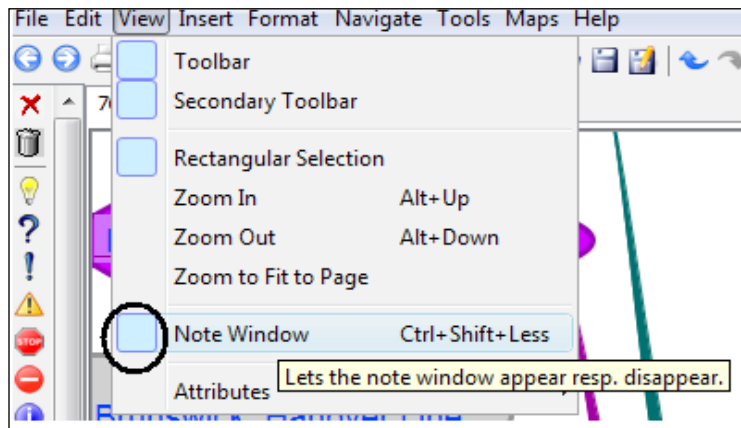 File Edit View Insert Format Navigate Tools Maps Help
Toolbar
Secondary Toolbar
Rectangular Selection
Zoom In Alt+Up
Zoom Out Alt+Down
Zoom to Fit to Page
STOP
Note Window Ctrl+Shift+Less
Lets the note window appear resp. disappear.
Attributes